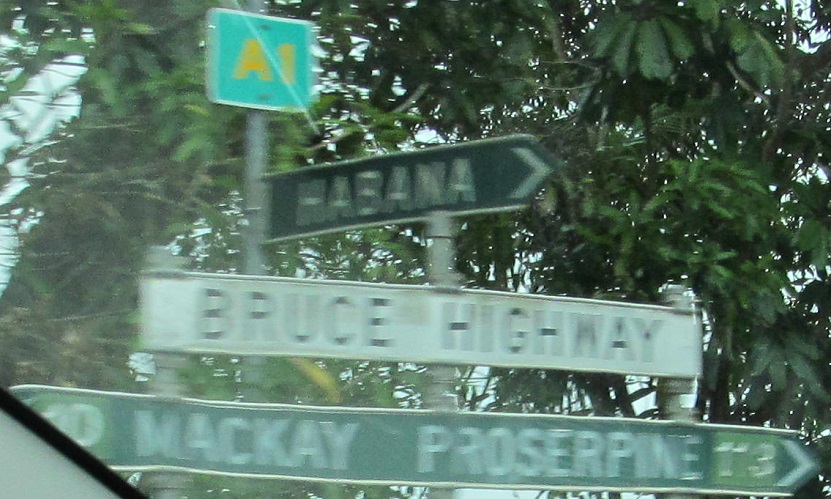 A1
HABANA
BRUCE HIGHWAY
MACKAY PROSERPINE